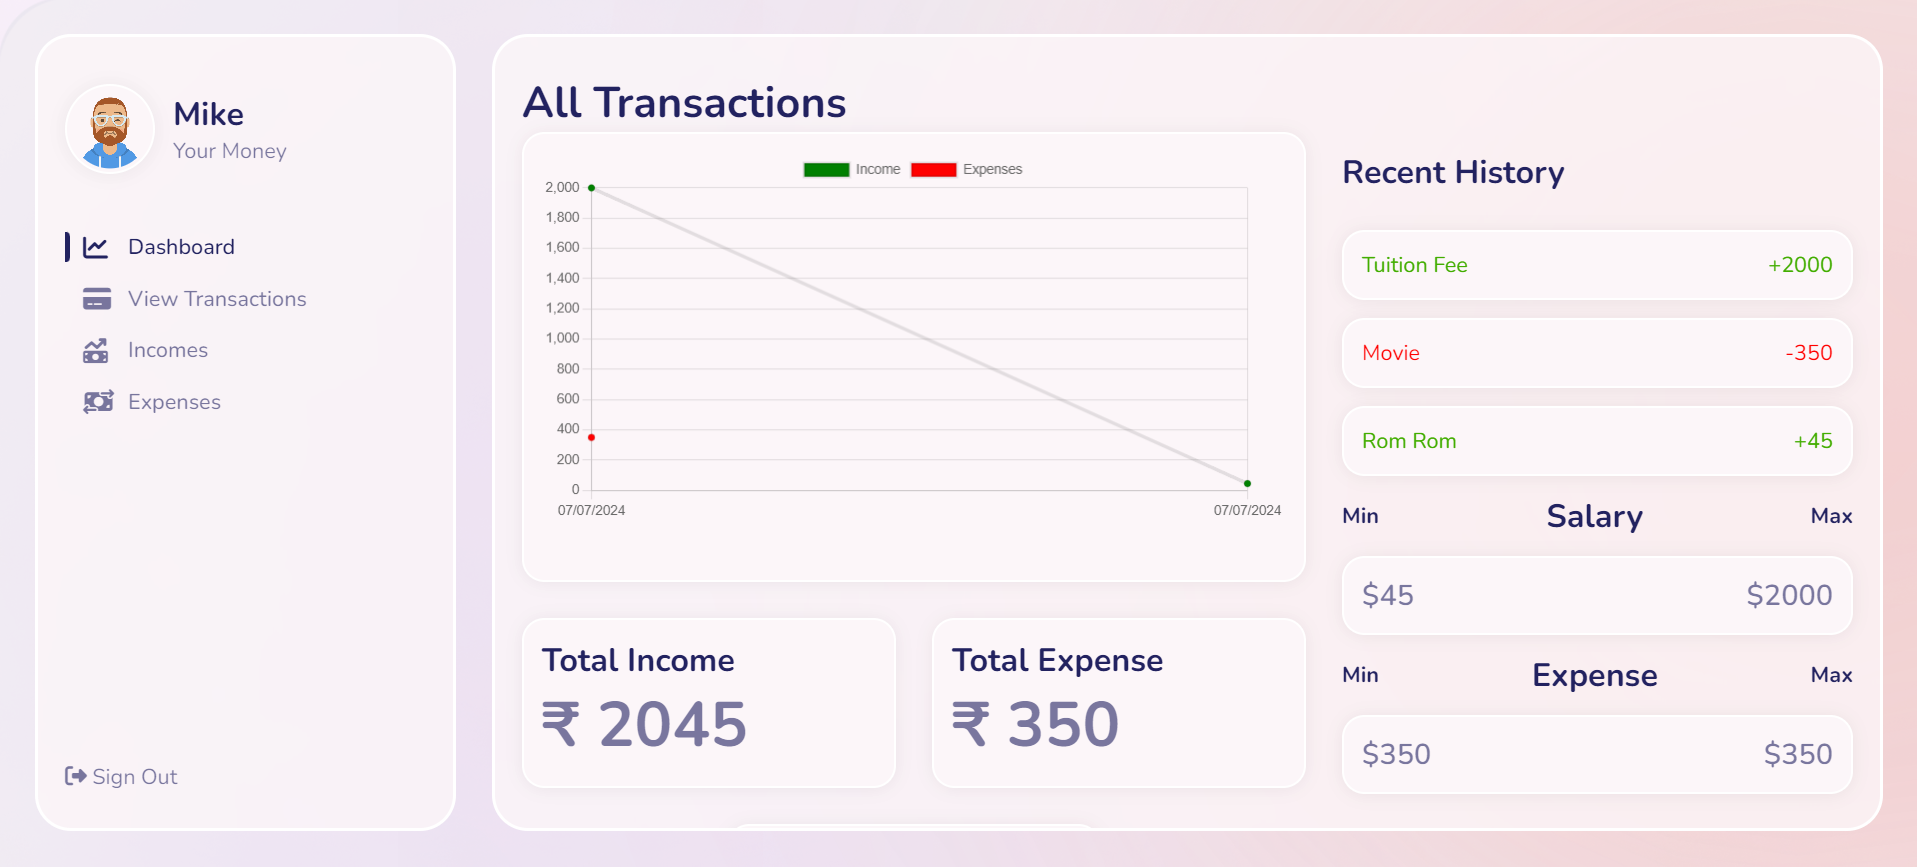 Mike
Your Money
Dashboard
View Transactions
Incomes
Expenses
Sign Out
All Transactions
Income Expenses
2,000
1,800
1,600
1,400
1,200
1,000
800
600
400
200
0
07/07/2024 07/07/2024
Total Income
₹ 2045
Total Expense
₹ 350
Recent History
Tuition Fee +2000
Movie -350
Rom Rom +45
Min Salary Max
$45 $2000
Min Expense Max
$350 $350